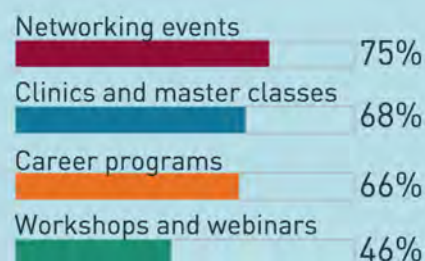 Networking events
75%
Clinics and master classes
68%
Career programs
66%
Workshops and webinars
46%